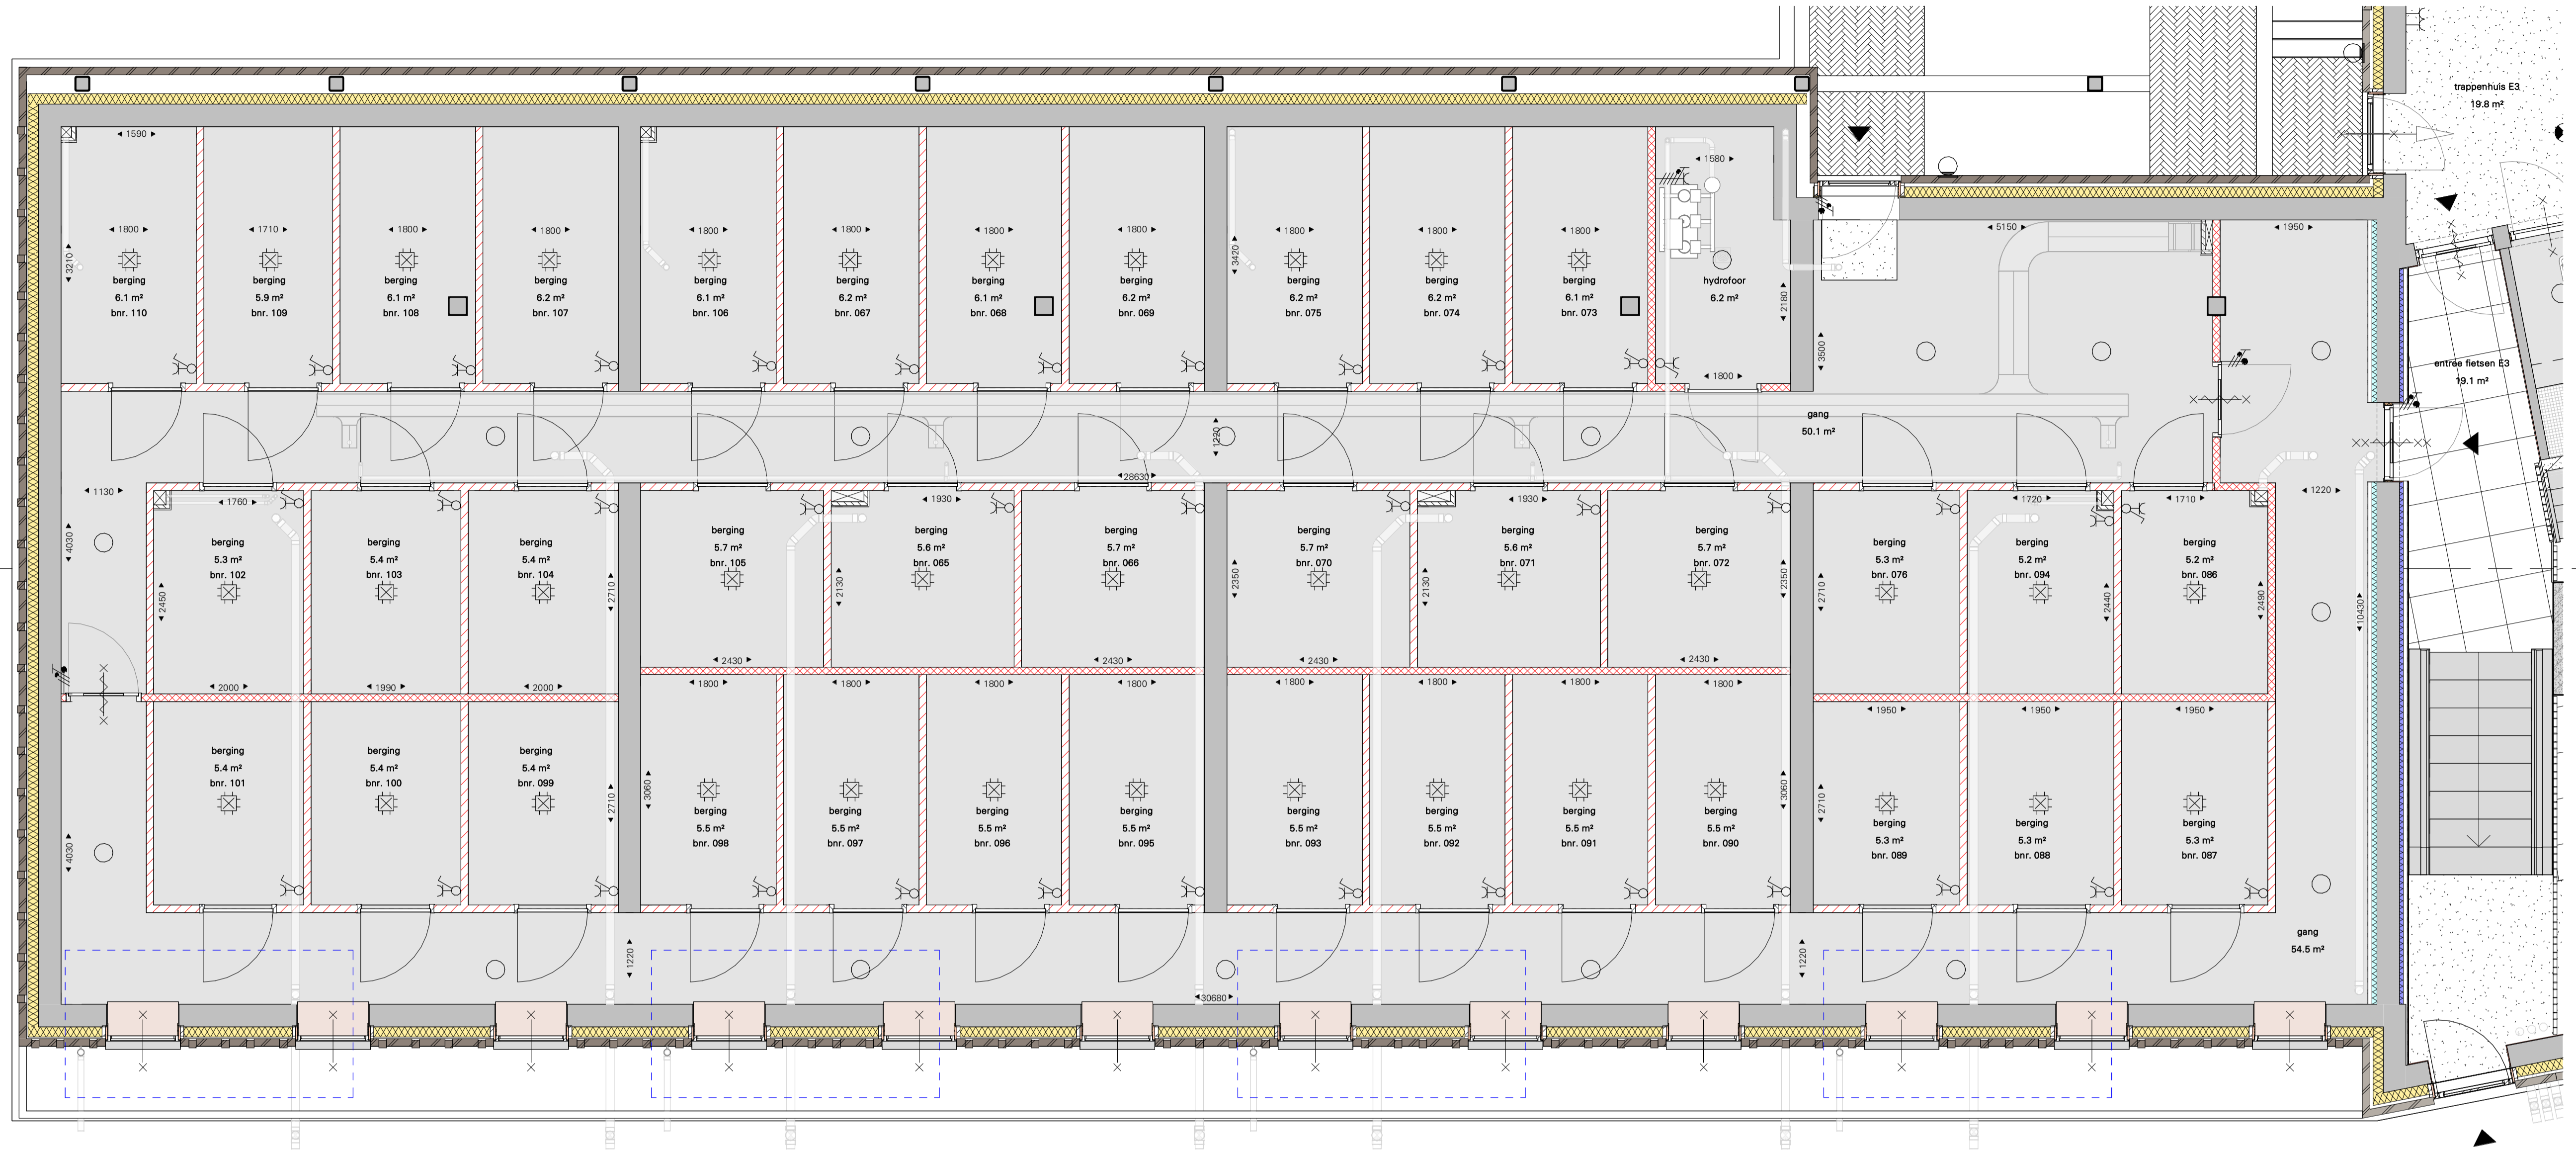 trappenhuis E3
19.8 m²
1590
1580
1800
1710
1800
1800
1800
1800
1800
1800
1800
1800
1800
5150
1950
3210
3420
2180
3500
berging
6.1 m²
bnr. 110
berging
5.9 m²
bnr. 109
berging
6.1 m²
bnr. 108
berging
6.2 m²
bnr. 107
berging
6.1 m²
bnr. 106
berging
6.2 m²
bnr. 067
berging
6.1 m²
bnr. 068
berging
6.2 m²
bnr. 069
berging
6.2 m²
bnr. 075
berging
6.2 m²
bnr. 074
berging
6.1 m²
bnr. 073
hydrofoor
6.2 m²
1800
entree fietsen E3
19.1 m²
gang
50.1 m²
1220
28630
1130
1760
1930
1930
1720
1710
1220
4030
2450
2710
2130
2350
2130
2350
2710
2440
2490
10430
berging
5.3 m²
bnr. 102
berging
5.4 m²
bnr. 103
berging
5.4 m²
bnr. 104
berging
5.7 m²
bnr. 105
berging
5.6 m²
bnr. 065
berging
5.7 m²
bnr. 066
berging
5.7 m²
bnr. 070
berging
5.6 m²
bnr. 071
berging
5.7 m²
bnr. 072
berging
5.3 m²
bnr. 076
berging
5.2 m²
bnr. 094
berging
5.2 m²
bnr. 086
2000
1990
2000
2430
2430
2430
2430
1800
1800
1800
1800
1800
1800
1800
1800
1950
1950
1950
4030
2710
3060
3060
2710
berging
5.4 m²
bnr. 101
berging
5.4 m²
bnr. 100
berging
5.4 m²
bnr. 099
berging
5.5 m²
bnr. 098
berging
5.5 m²
bnr. 097
berging
5.5 m²
bnr. 096
berging
5.5 m²
bnr. 095
berging
5.5 m²
bnr. 093
berging
5.5 m²
bnr. 092
berging
5.5 m²
bnr. 091
berging
5.5 m²
bnr. 090
berging
5.3 m²
bnr. 089
berging
5.3 m²
bnr. 088
berging
5.3 m²
bnr. 087
gang
54.5 m²
1220
1220
30680